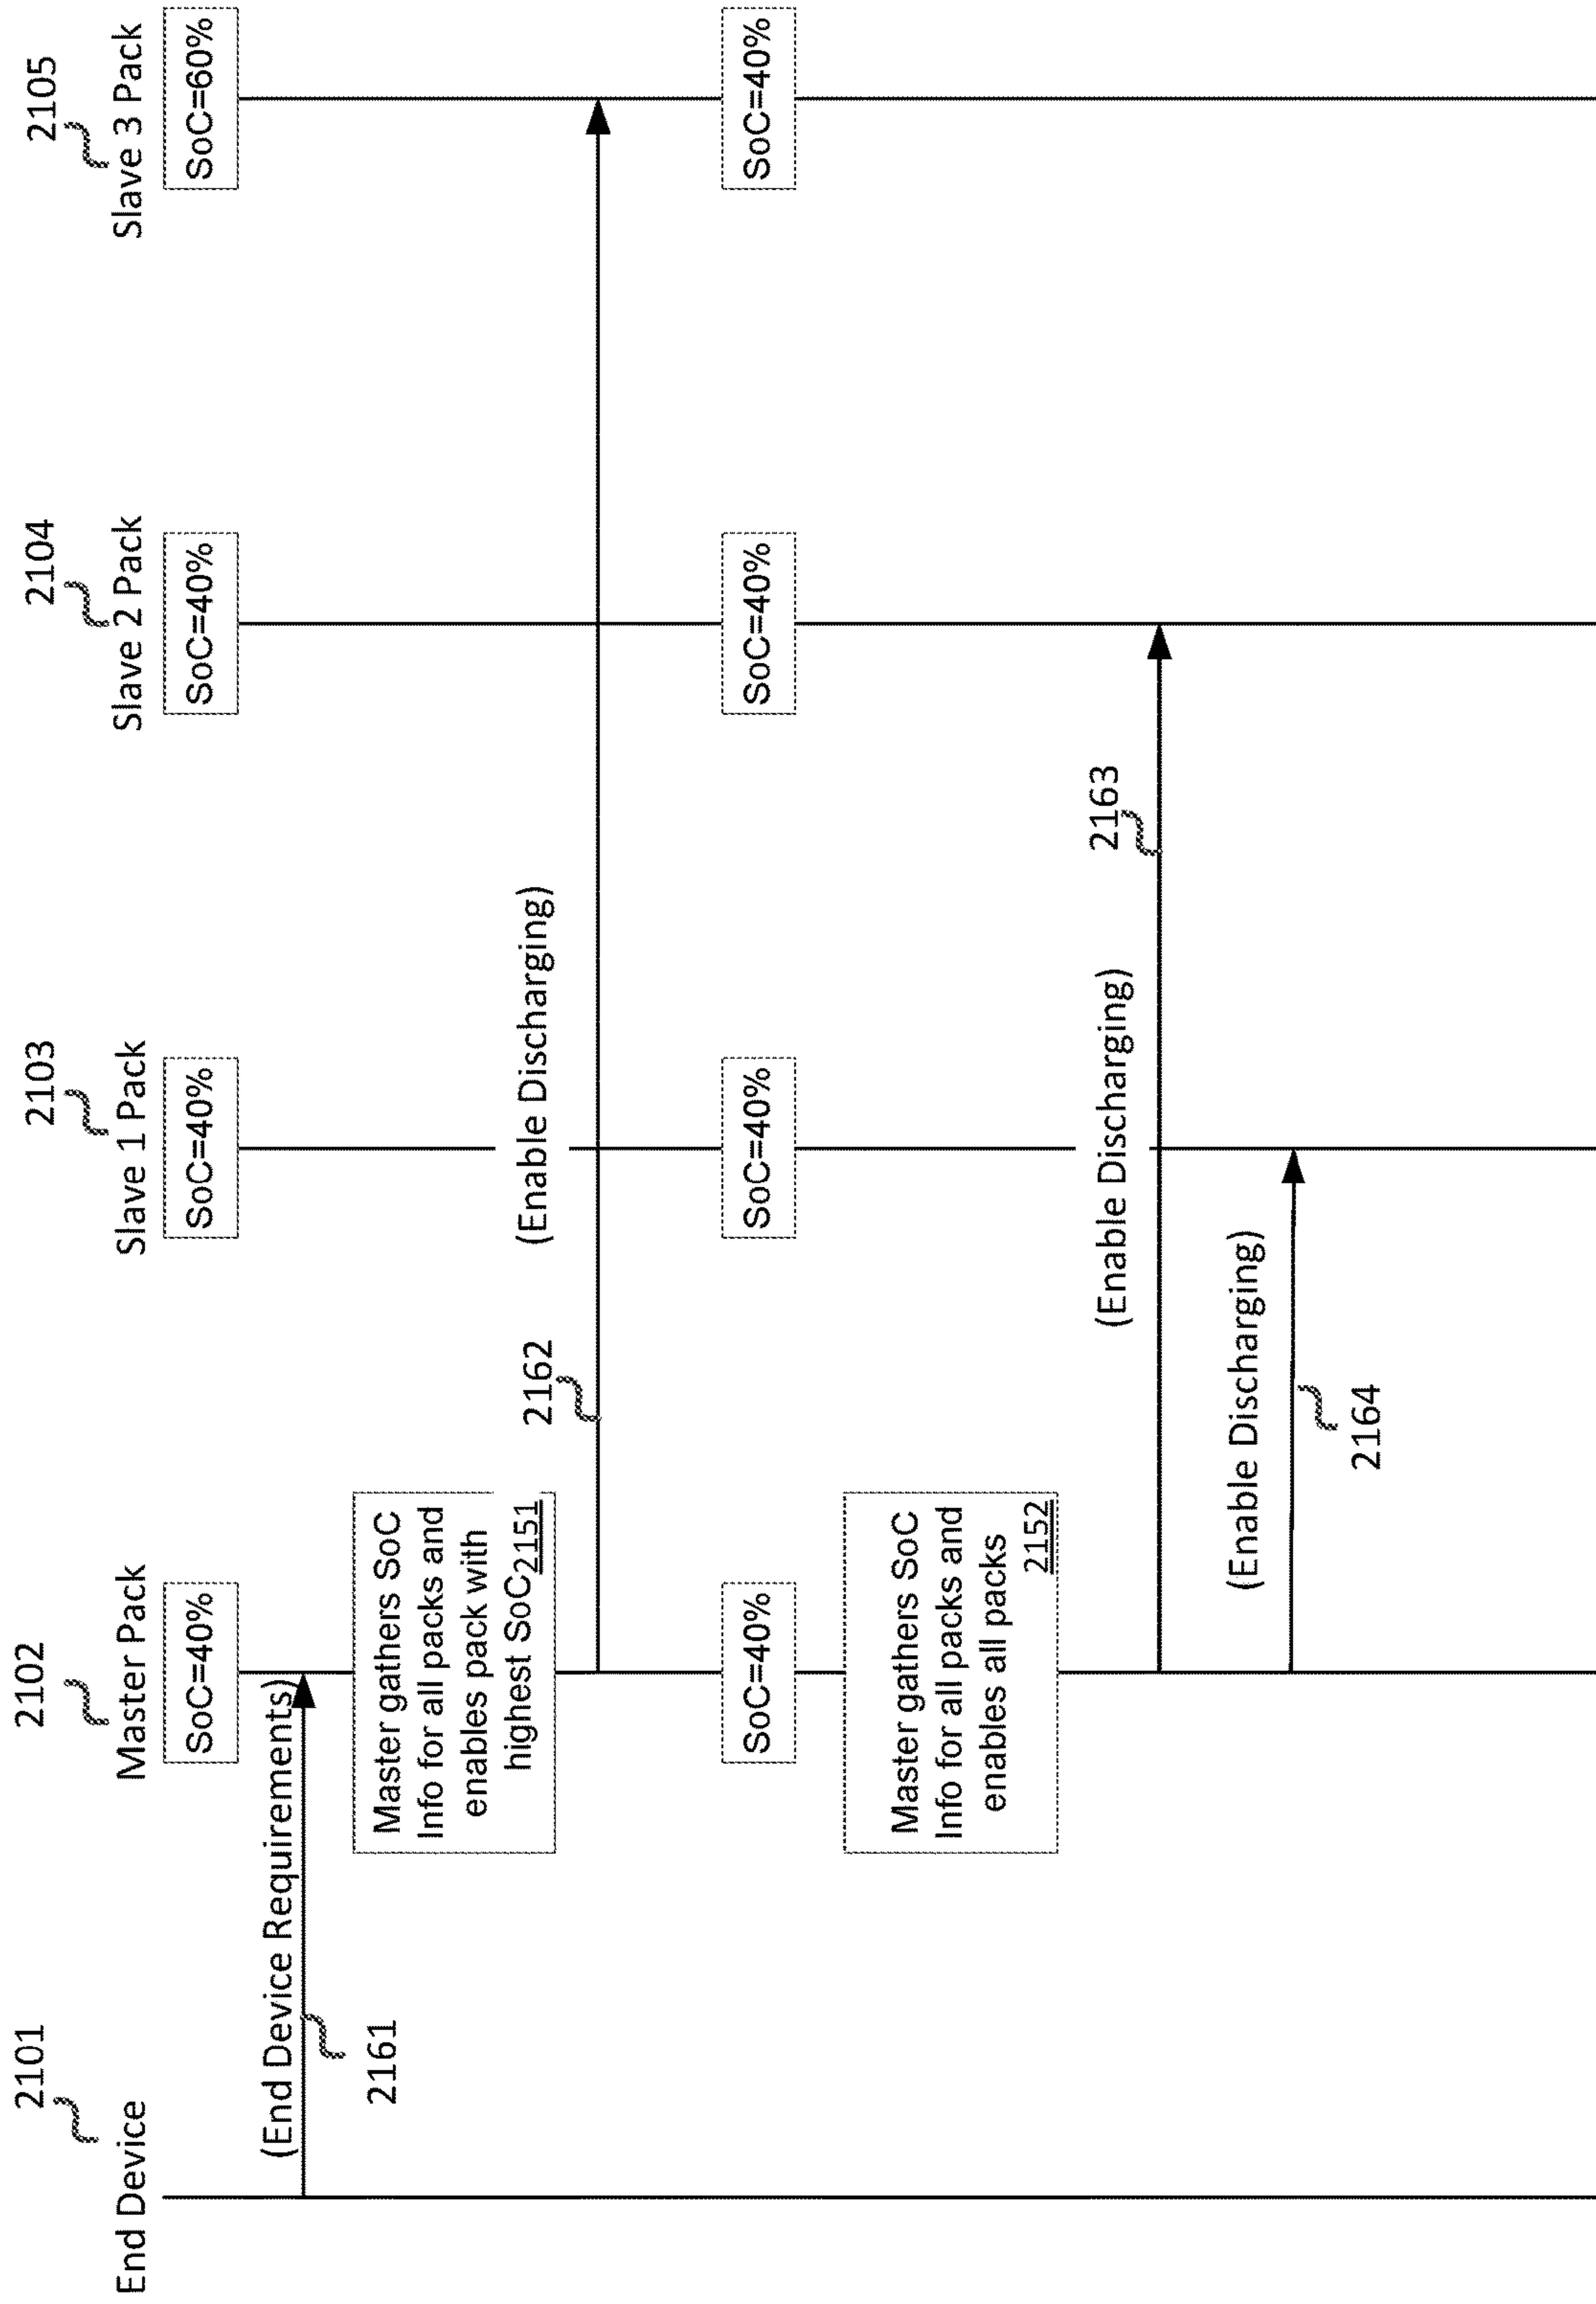 2101
2102
2103
2104
2105
End Device
Master Pack
Slave 1 Pack
Slave 2 Pack
Slave 3 Pack
SoC=40%
SoC=40%
SoC=40%
SoC=60%
(End Device Requirements)
2161
Master gathers SoC
Info for all packs and
enables pack with
highest SoC 2151
2162
(Enable Discharging)
SoC=40%
SoC=40%
SoC=40%
SoC=40%
Master gathers SoC
Info for all packs and
enables all packs
2152
(Enable Discharging)
2163
(Enable Discharging)
2164